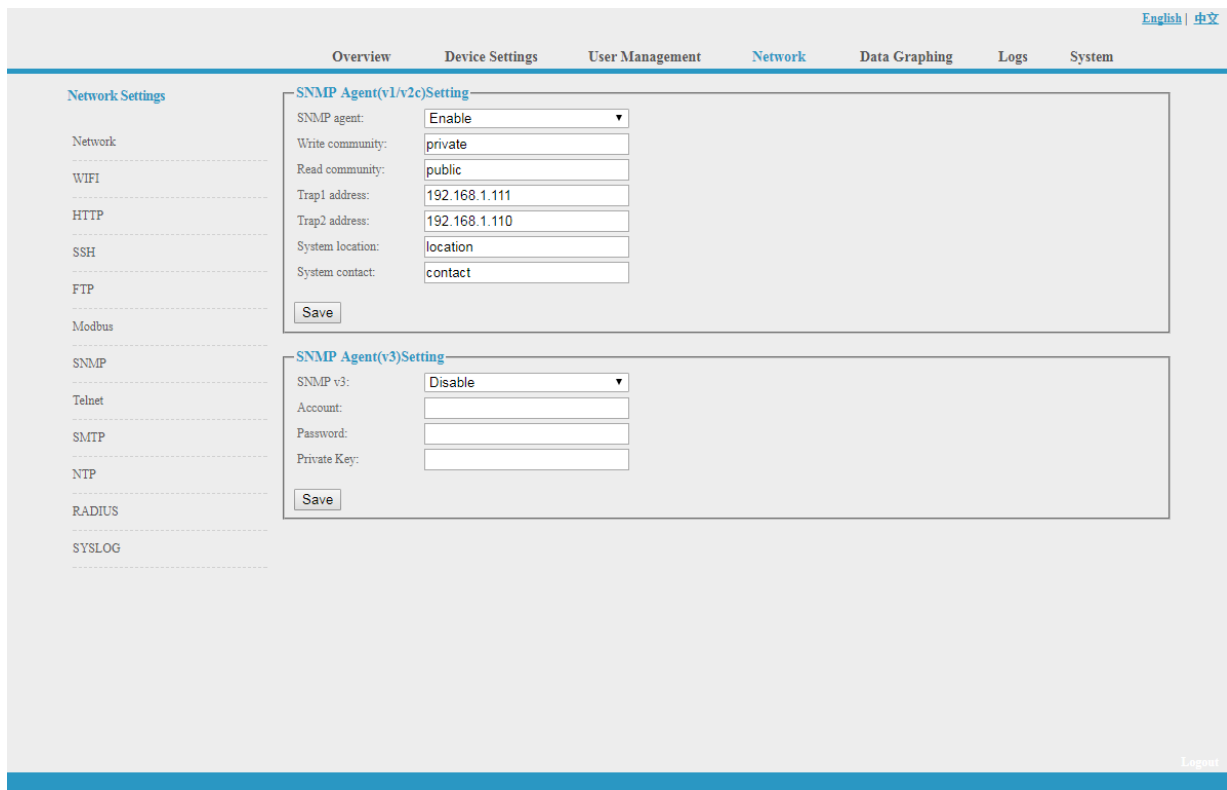 English | 中文
Overview Device Settings User Management Network Data Graphing Logs System
Network Settings
Network
WIFI
HTTP
SSH
FTP
Modbus
SNMP
Telnet
SMTP
NTP
RADIUS
SYSLOG
SNMP Agent(v1/v2c)Setting
SNMP agent: Enable
Write community: private
Read community: public
Trap1 address: 192.168.1.111
Trap2 address: 192.168.1.110
System location: location
System contact: contact
Save
SNMP Agent(v3)Setting
SNMP v3: Disable
Account:
Password:
Private Key:
Save
Logout